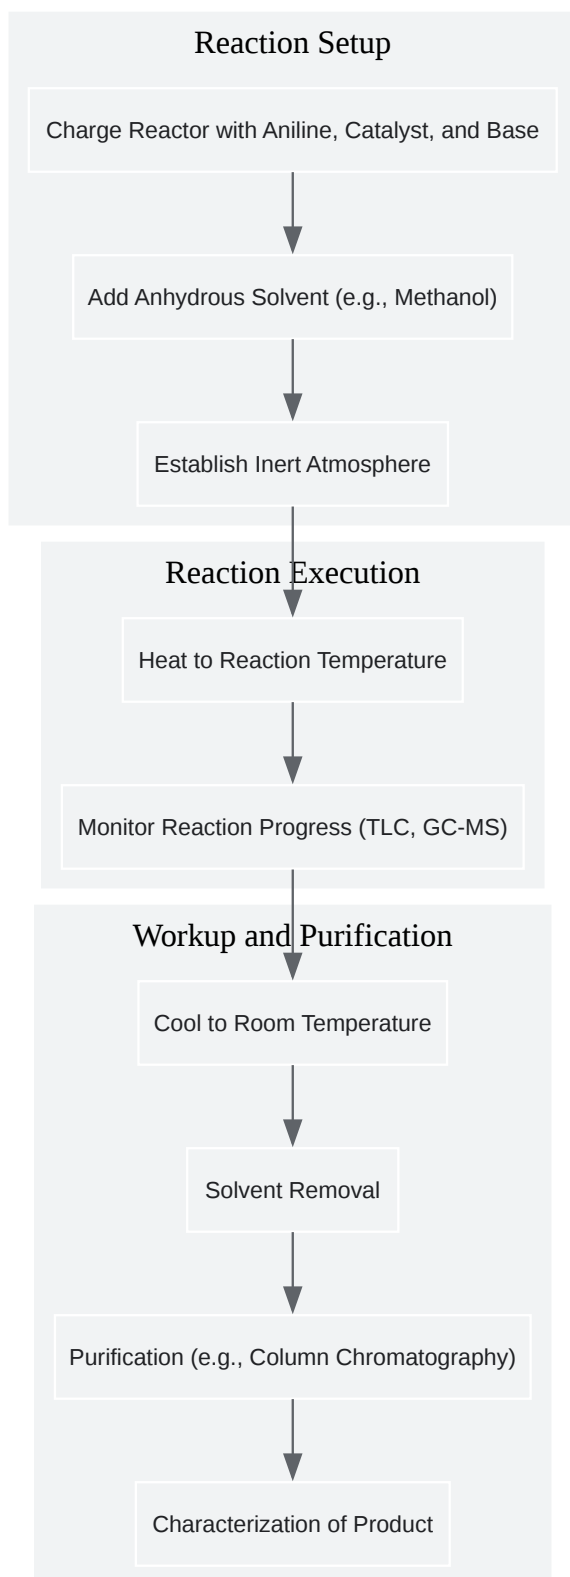 Reaction Setup
Charge Reactor with Aniline, Catalyst, and Base
Add Anhydrous Solvent (e.g., Methanol)
Establish Inert Atmosphere
Reaction Execution
Heat to Reaction Temperature
Monitor Reaction Progress (TLC, GC-MS)
Workup and Purification
Cool to Room Temperature
Solvent Removal
Purification (e.g., Column Chromatography)
Characterization of Product